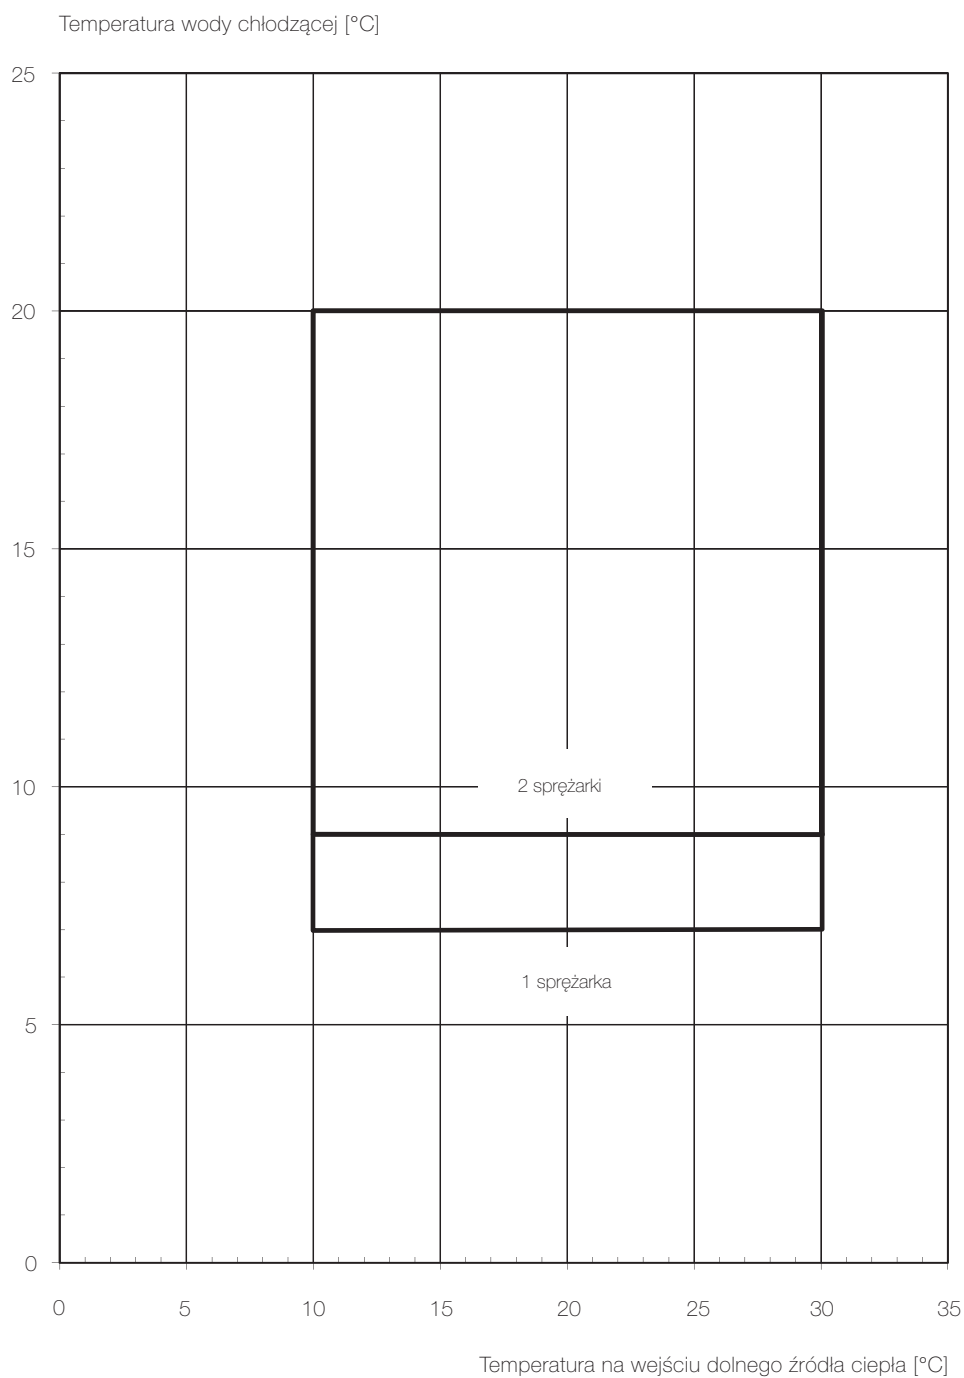 Temperatura wody chłodzącej [°C]
25
20
15
10
2 sprężarki
1 sprężarka
5
0
0 5 10 15 20 25 30 35
Temperatura na wejściu dolnego źródła ciepła [°C]